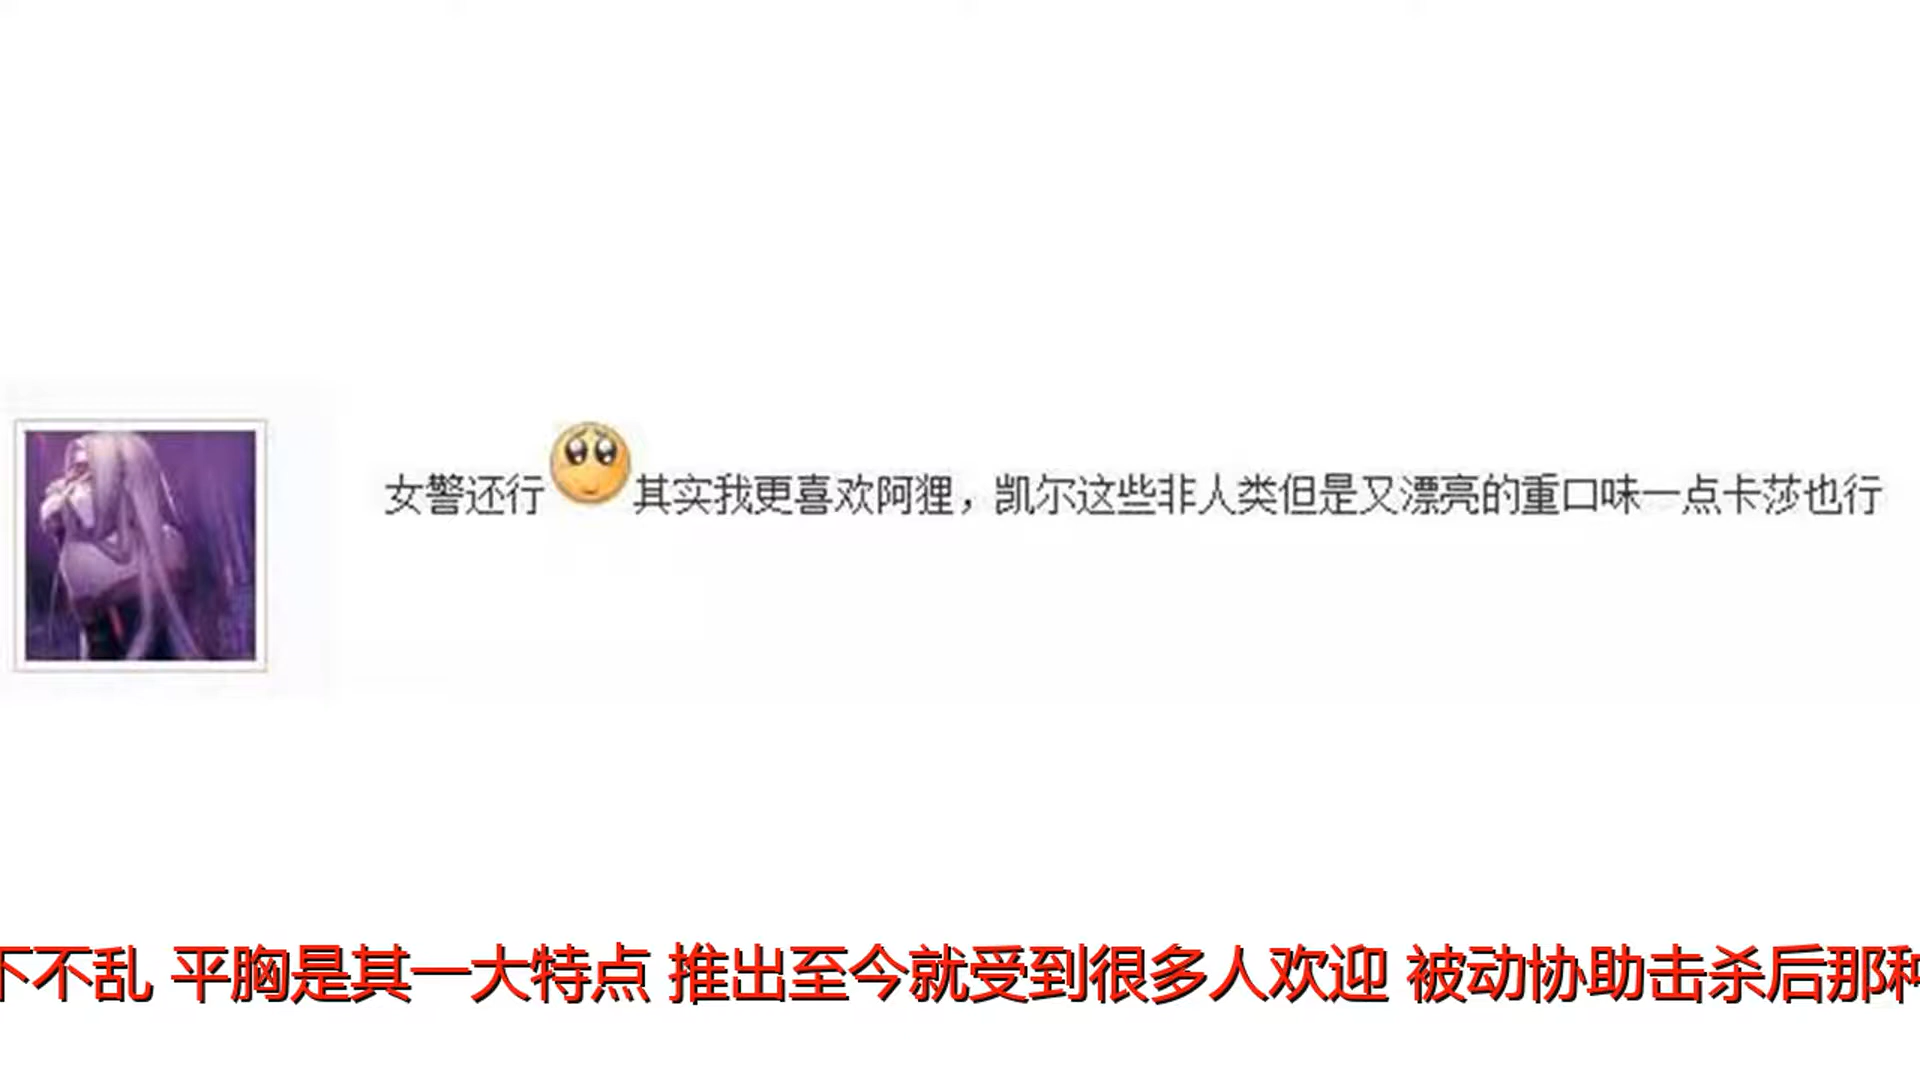 女警还行其实我更喜欢阿狸，凯尔这些非人类但是又漂亮的重口味一点卡莎也行
下不乱 平胸是其一大特点 推出至今就受到很多人欢迎 被动协助击杀后那种